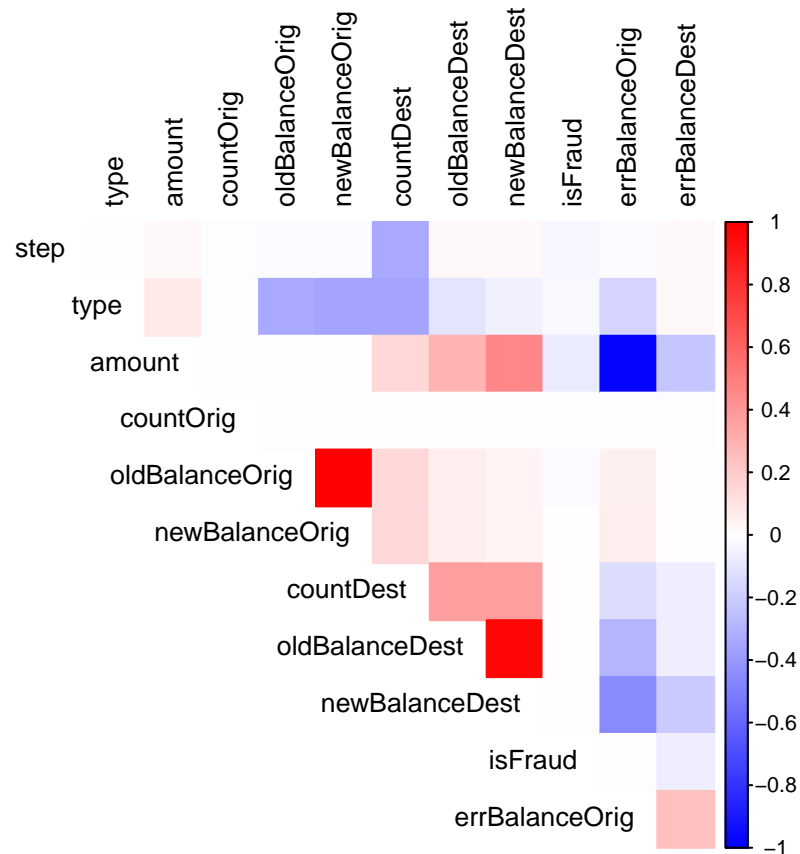 type
amount
countOrig
oldBalanceOrig
newBalanceOrig
countDest
oldBalanceDest
newBalanceDest
isFraud
errBalanceOrig
errBalanceDest
step
type
amount
countOrig
oldBalanceOrig
newBalanceOrig
countDest
oldBalanceDest
newBalanceDest
isFraud
errBalanceOrig
1
0.8
0.6
0.4
0.2
0
−0.2
−0.4
−0.6
−0.8
−1